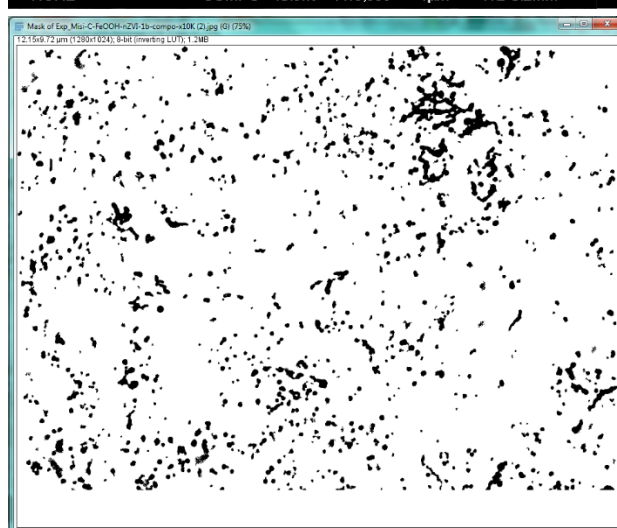 Mask of Exp_Misi-C-FeOOH-nZVI-1b-compo-x10K (2).jpg (G) (75%)
12.15x9.72 µm (1280x1024); 8-bit (inverting LUT); 1.2MB